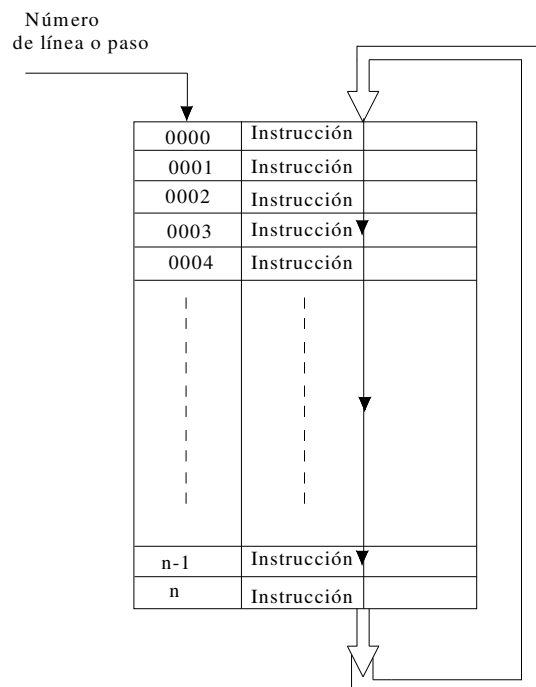 Número
de línea o paso
0000 Instrucción
0001 Instrucción
0002 Instrucción
0003 Instrucción
0004 Instrucción
n-1 Instrucción
n Instrucción